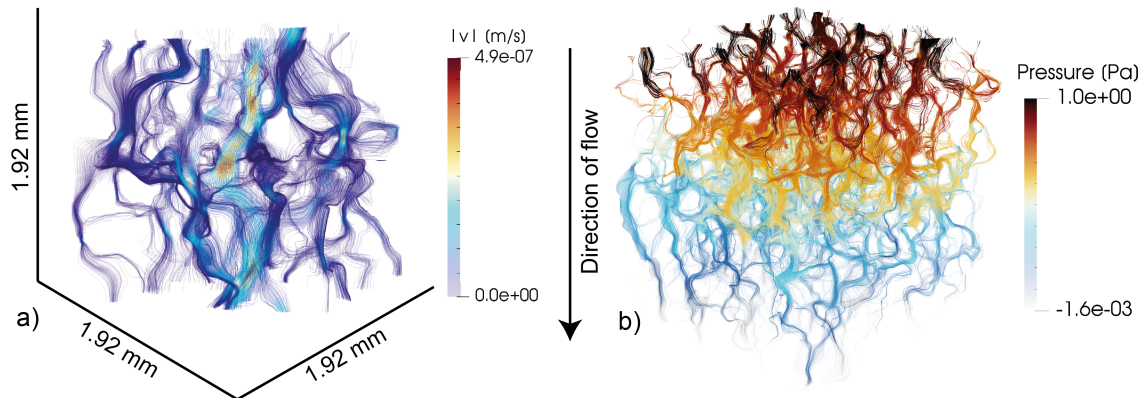 |v| [m/s]
4.9e-07
0.0e+00
1.92 mm
1.92 mm
1.92 mm
a)
Direction of flow
Pressure [Pa]
1.0e+00
-1.6e-03
b)